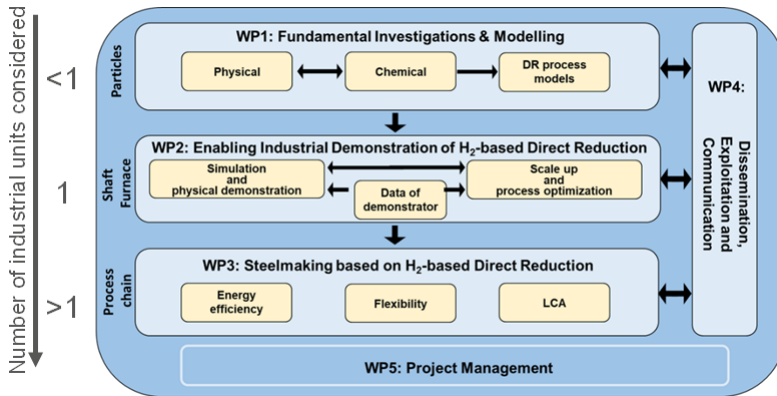 Number of industrial units considered
<1
1
>1
Particles
Shaft
Furnace
Process
chain
WP1: Fundamental Investigations & Modelling
Physical
Chemical
DR process
models
WP2: Enabling Industrial Demonstration of H₂-based Direct Reduction
Simulation
and
physical demonstration
Data of
demonstrator
Scale up
and
process optimization
WP3: Steelmaking based on H₂-based Direct Reduction
Energy
efficiency
Flexibility
LCA
WP4:
Dissemination,
Exploitation and
Communication
WP5: Project Management